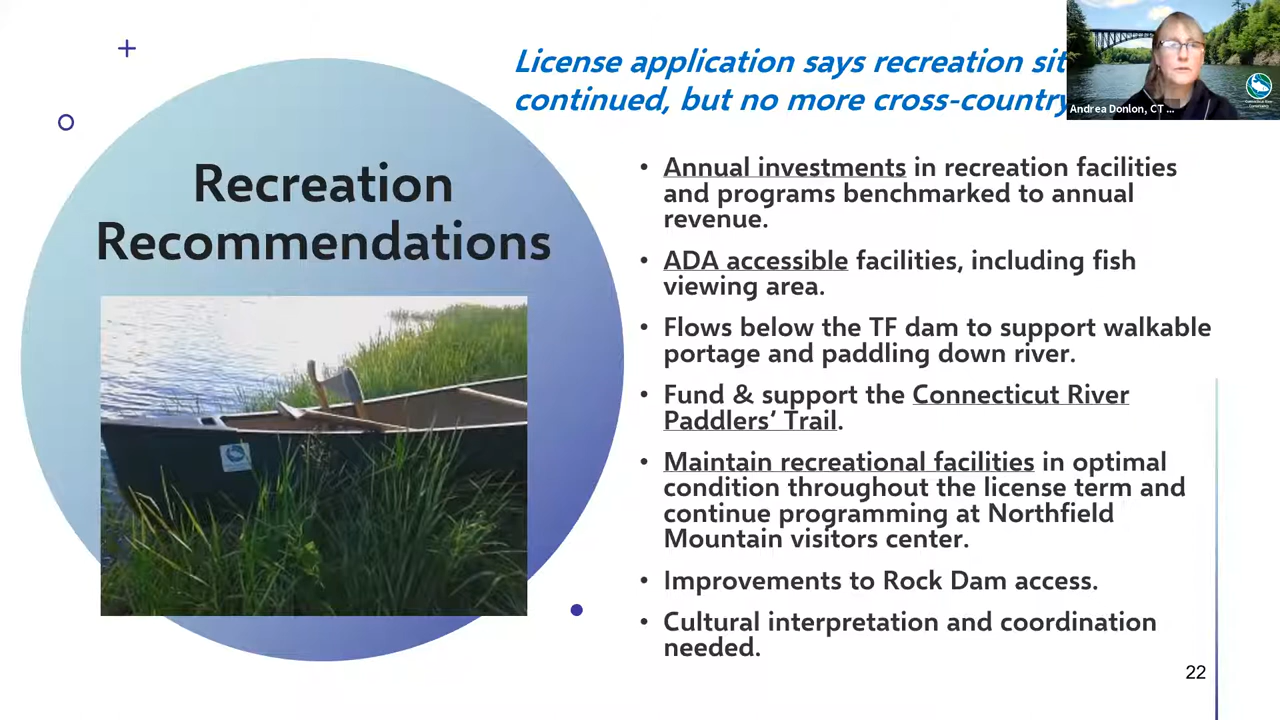 License application says recreation
continued, but no more cross-country
Andrea Donlon, CT ...
Recreation
Recommendations
• Annual investments in recreation facilities
and programs benchmarked to annual
revenue.
• ADA accessible facilities, including fish
viewing area.
• Flows below the TF dam to support walkable
portage and paddling down river.
• Fund & support the Connecticut River
Paddlers’ Trail.
• Maintain recreational facilities in optimal
condition throughout the license term and
continue programming at Northfield
Mountain visitors center.
• Improvements to Rock Dam access.
• Cultural interpretation and coordination
needed.
22